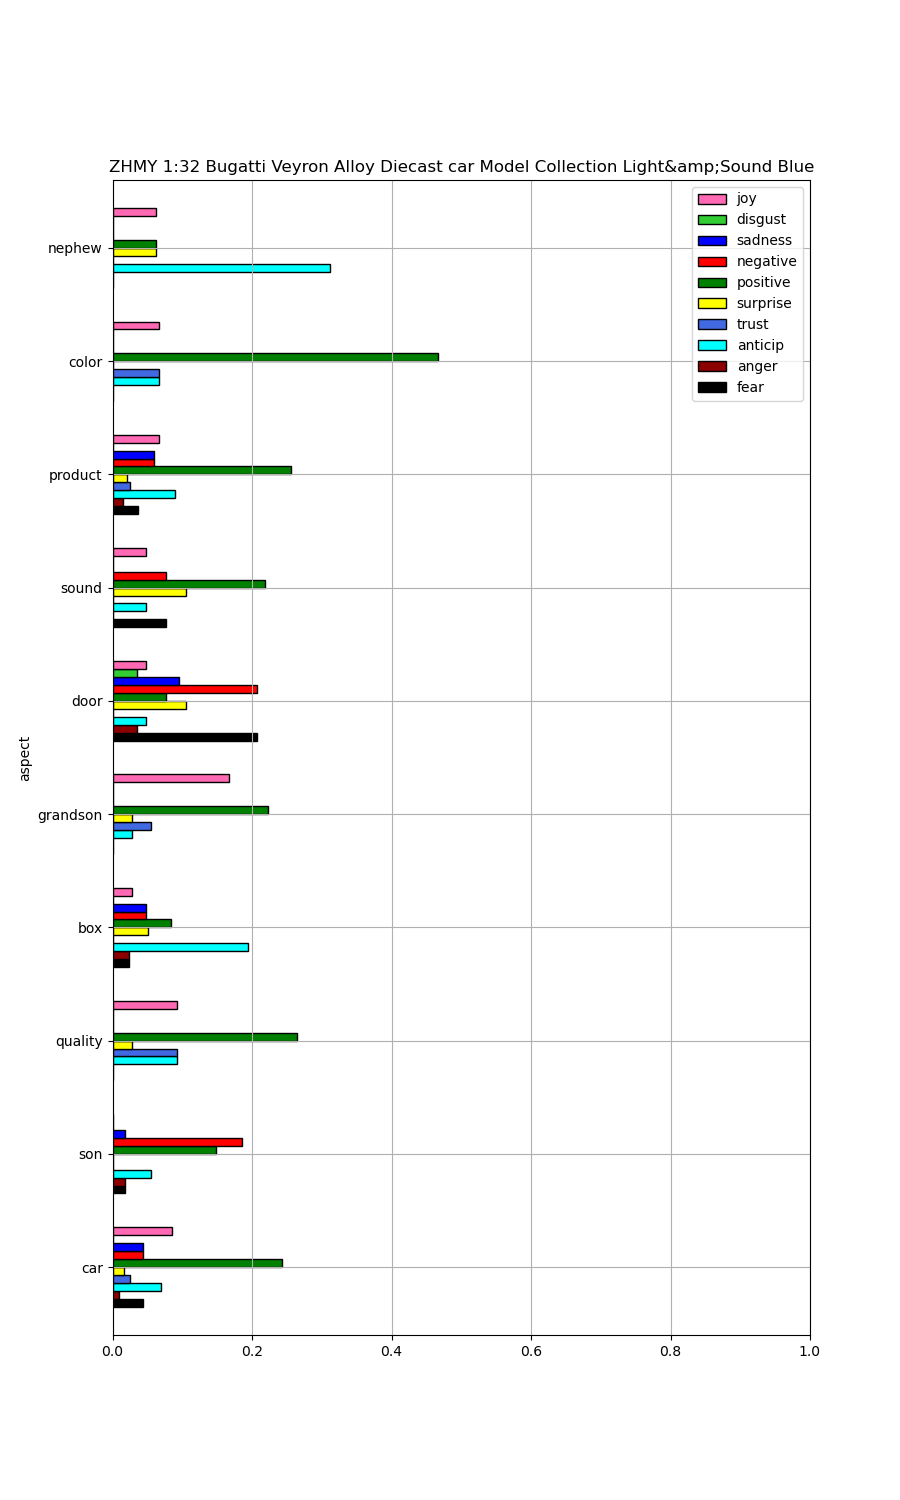 ZHMY 1:32 Bugatti Veyron Alloy Diecast car Model Collection Light&amp;Sound Blue
joy
disgust
sadness
negative
positive
surprise
trust
anticip
anger
fear
nephew
color
product
sound
door
grandson
box
quality
son
car
aspect
0.0 0.2 0.4 0.6 0.8 1.0